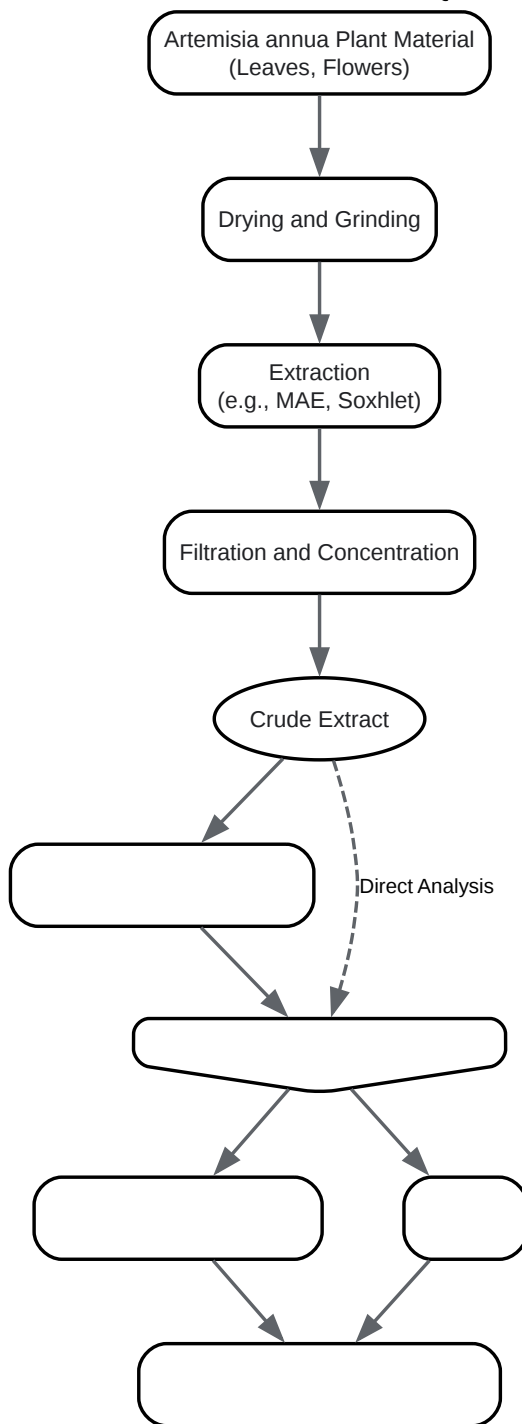 Artemisia annua Plant Material
(Leaves, Flowers)
Drying and Grinding
Extraction
(e.g., MAE, Soxhlet)
Filtration and Concentration
Crude Extract
Direct Analysis